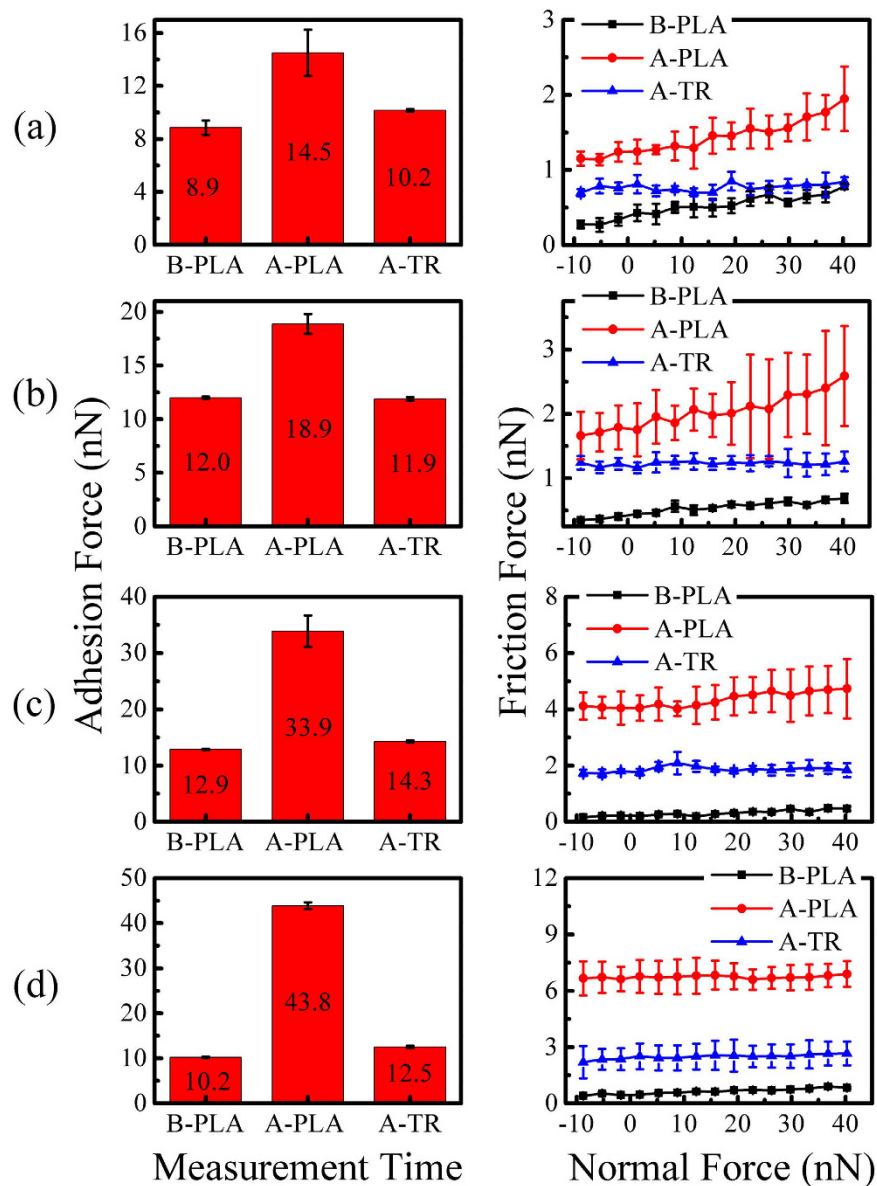 (a)
16
12
8
4
0
8.9
14.5
10.2
B-PLA A-PLA A-TR
3
2
1
0
B-PLA
A-PLA
A-TR
-10 0 10 20 30 40
(b)
20
15
10
5
0
12.0
18.9
11.9
B-PLA A-PLA A-TR
3
2
1
B-PLA
A-PLA
A-TR
-10 0 10 20 30 40
(c)
40
30
20
10
0
12.9
33.9
14.3
B-PLA A-PLA A-TR
8
6
4
2
0
B-PLA
A-PLA
A-TR
-10 0 10 20 30 40
(d)
50
40
30
20
10
0
10.2
43.8
12.5
B-PLA A-PLA A-TR
12
9
6
3
0
B-PLA
A-PLA
A-TR
-10 0 10 20 30 40
Adhesion Force (nN)
Friction Force (nN)
Measurement Time
Normal Force (nN)